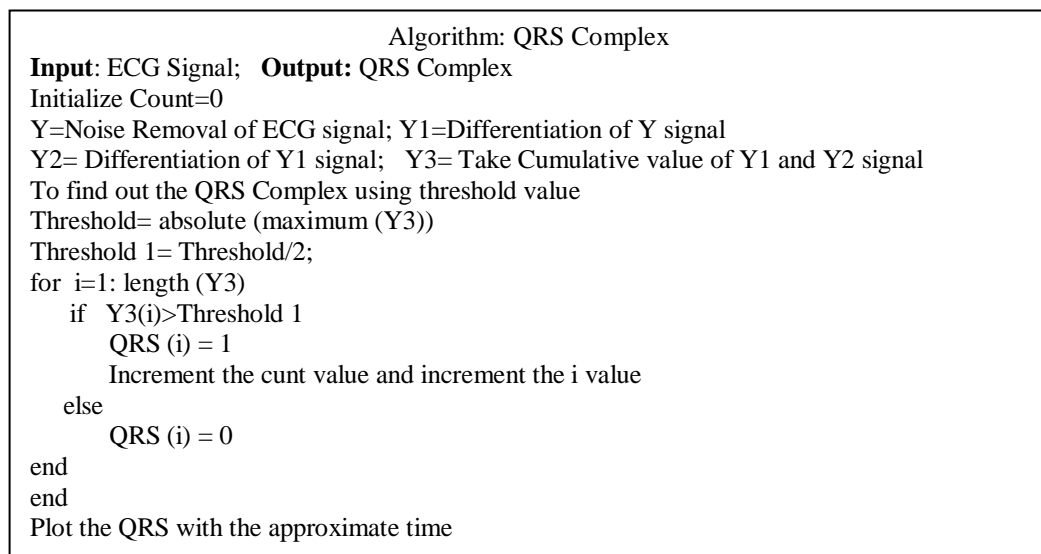 Algorithm: QRS Complex
Input: ECG Signal; Output: QRS Complex
Initialize Count=0
Y=Noise Removal of ECG signal; Y1=Differentiation of Y signal
Y2= Differentiation of Y1 signal; Y3= Take Cumulative value of Y1 and Y2 signal
To find out the QRS Complex using threshold value
Threshold= absolute (maximum (Y3))
Threshold 1= Threshold/2;
for i=1: length (Y3)
if Y3(i)>Threshold 1
QRS (i) = 1
Increment the cunt value and increment the i value
else
QRS (i) = 0
end
end
Plot the QRS with the approximate time